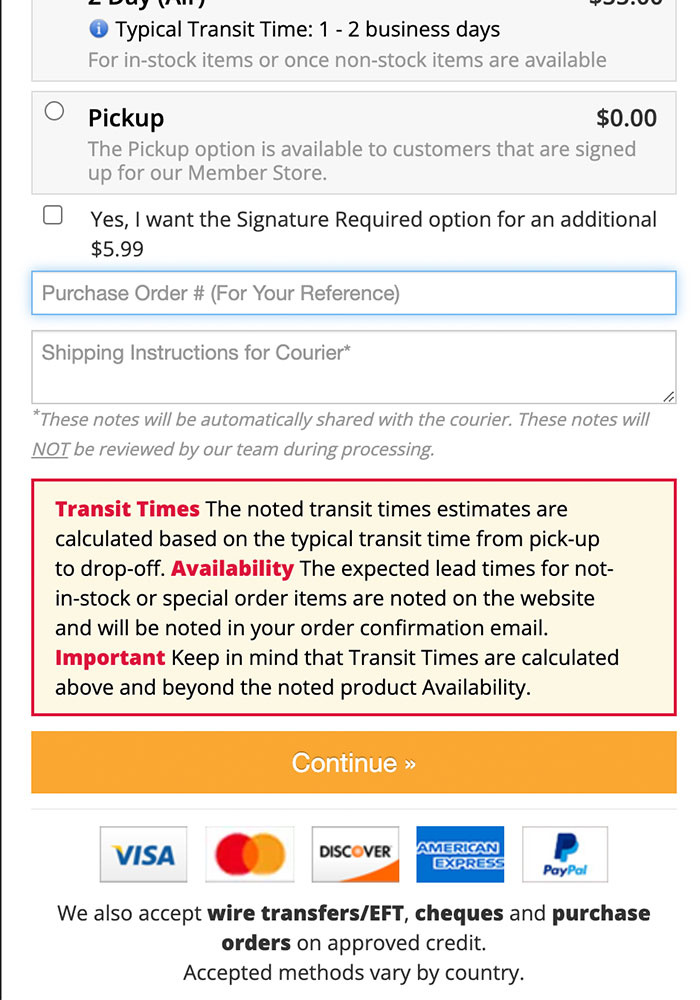 2 Day (Air) $35.00
Typical Transit Time: 1 - 2 business days
For in-stock items or once non-stock items are available
Pickup $0.00
The Pickup option is available to customers that are signed
up for our Member Store.
Yes, I want the Signature Required option for an additional
$5.99
Purchase Order # (For Your Reference)
Shipping Instructions for Courier*
*These notes will be automatically shared with the courier. These notes will
NOT be reviewed by our team during processing.
Transit Times The noted transit times estimates are
calculated based on the typical transit time from pick-up
to drop-off. Availability The expected lead times for not-
in-stock or special order items are noted on the website
and will be noted in your order confirmation email.
Important Keep in mind that Transit Times are calculated
above and beyond the noted product Availability.
Continue »
VISA DISCOVER AMERICAN EXPRESS PayPal
We also accept wire transfers/EFT, cheques and purchase
orders on approved credit.
Accepted methods vary by country.